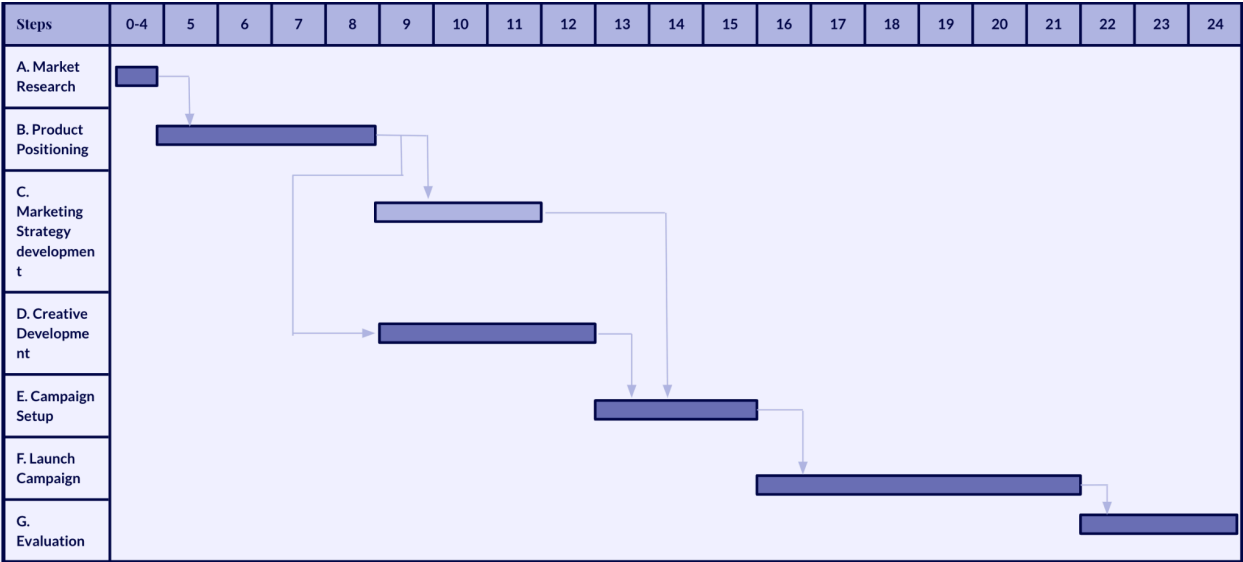 Steps 0-4 5 6 7 8 9 10 11 12 13 14 15 16 17 18 19 20 21 22 23 24
A. Market
Research
B. Product
Positioning
C.
Marketing
Strategy
developmen
t
D. Creative
Developme
nt
E. Campaign
Setup
F. Launch
Campaign
G.
Evaluation